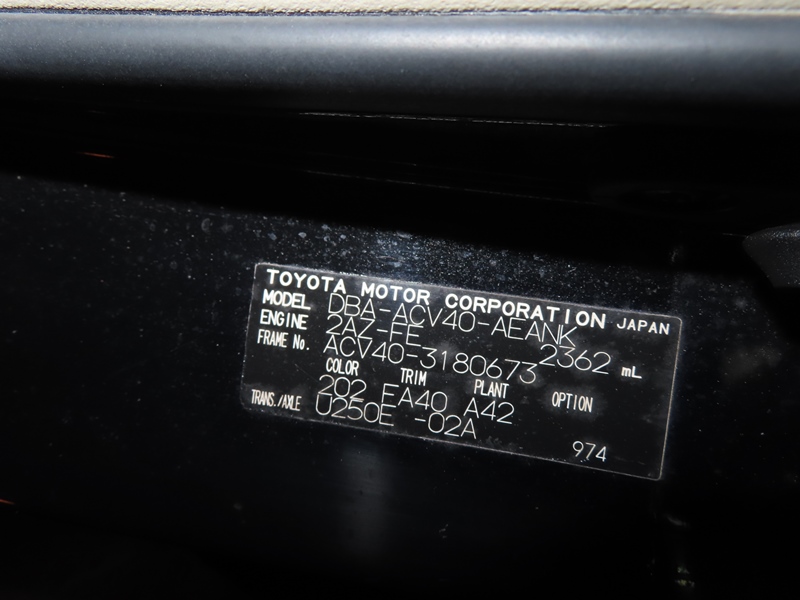 TOYOTA MOTOR CORPORATION JAPAN
MODEL DBA-ACV40-AEANK
ENGINE 2AZ-FE 2362 mL
FRAME No. ACV40-3180673
COLOR TRIM PLANT OPTION
202 FA40 A42
TRANS./AXLE U250E -02A
974